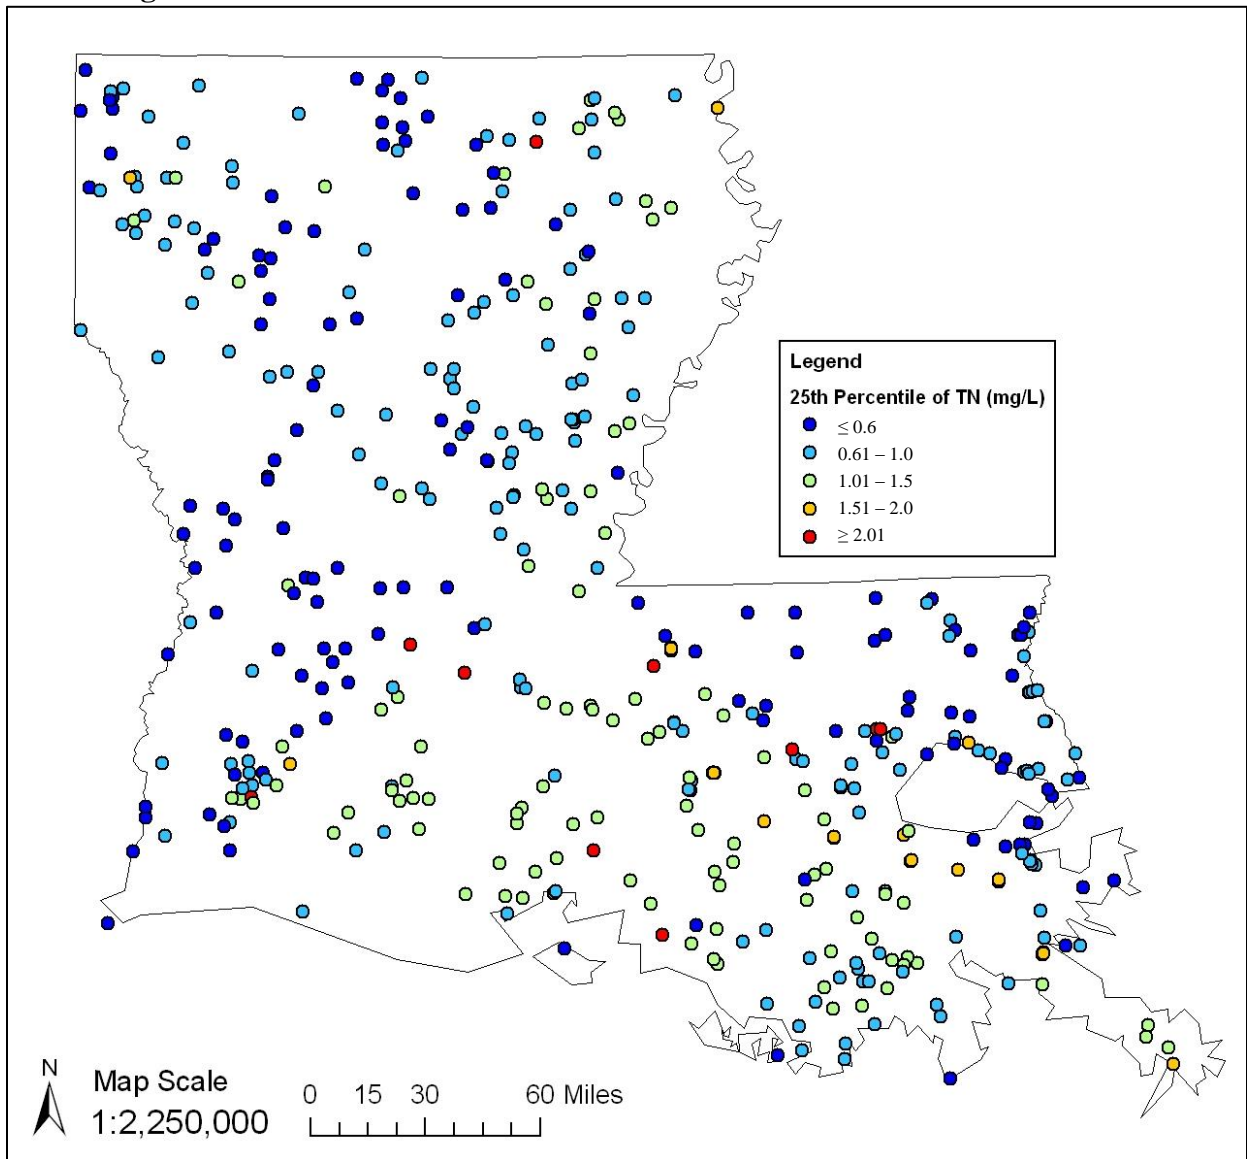 Legend
25th Percentile of TN (mg/L)
≤ 0.6
0.61 – 1.0
1.01 – 1.5
1.51 – 2.0
≥ 2.01
N
Map Scale
1:2,250,000
0 15 30 60 Miles